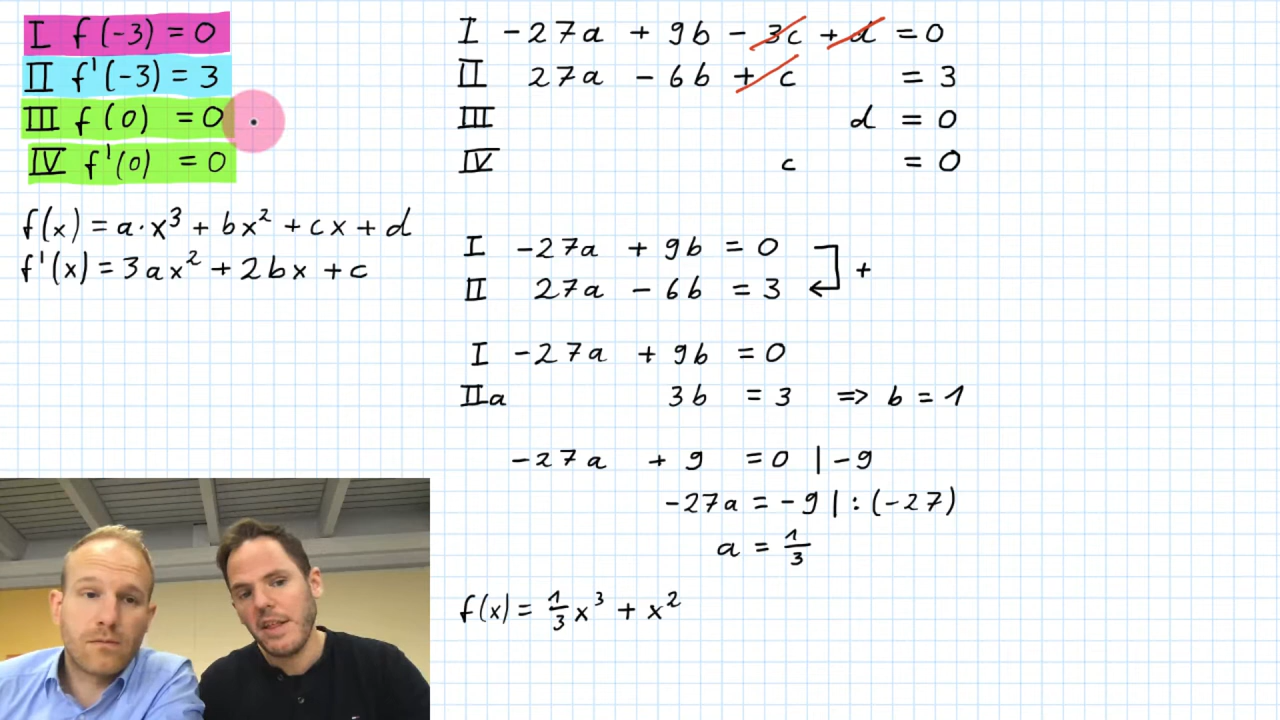 I f(-3) = 0
II f'(-3) = 3
III f(0) = 0
IV f'(0) = 0
f(x) = a·x³ + bx² + cx + d
f'(x) = 3ax² + 2bx + c
I -27a + 9b - 3c + d = 0
II 27a - 6b + c = 3
III d = 0
IV c = 0
I -27a + 9b = 0
II 27a - 6b = 3
+
I -27a + 9b = 0
IIa 3b = 3 => b = 1
-27a + 9 = 0 | -9
-27a = -9 | : (-27)
a = 1/3
f(x) = 1/3 x³ + x²